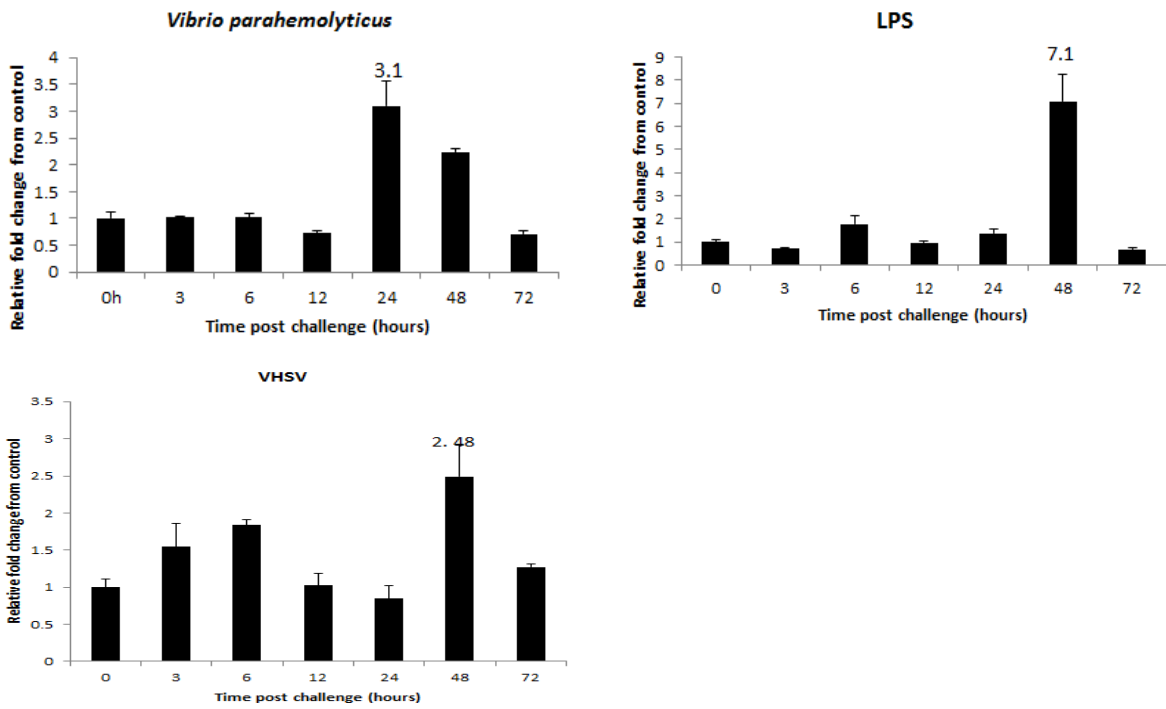 Vibrio parahemolyticus
Relative fold change from control
4
3.5
3
2.5
2
1.5
1
0.5
0
3.1
0h 3 6 12 24 48 72
Time post challenge (hours)
LPS
Relative fold change from control
9
8
7
6
5
4
3
2
1
0
7.1
0 3 6 12 24 48 72
Time post challenge (hours)
VHSV
Relative fold change from control
3.5
3
2.5
2
1.5
1
0.5
0
2. 48
0 3 6 12 24 48 72
Time post challenge (hours)